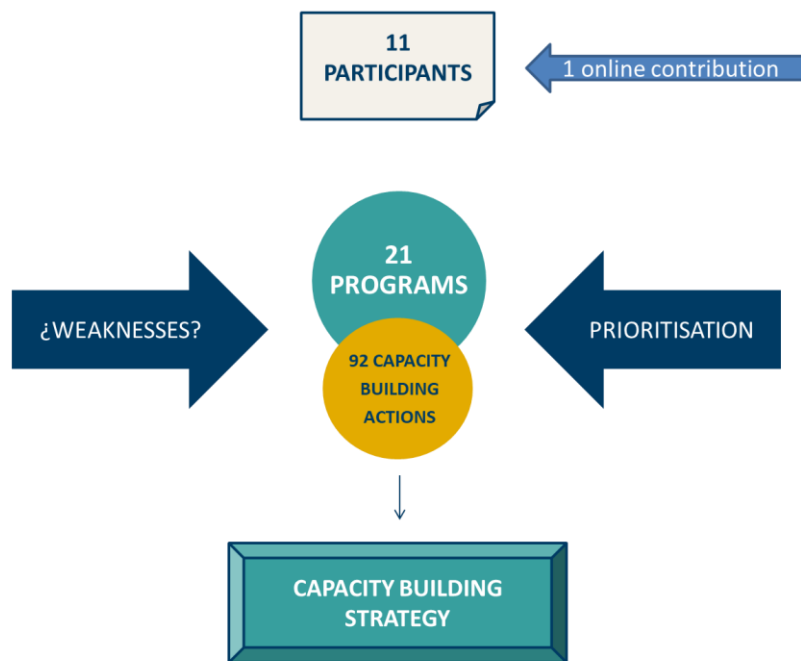 11
PARTICIPANTS
1 online contribution
21
PROGRAMS
¿WEAKNESSES?
PRIORITISATION
92 CAPACITY
BUILDING
ACTIONS
CAPACITY BUILDING
STRATEGY